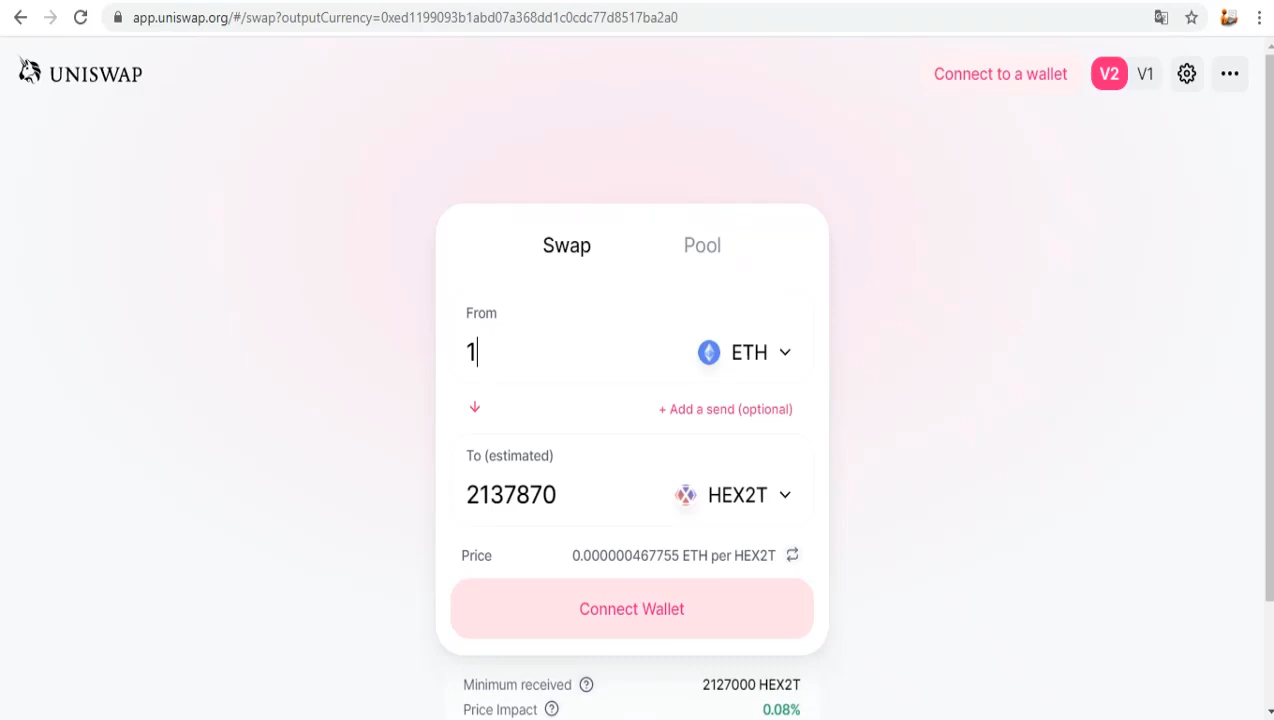 app.uniswap.org/#/swap?outputCurrency=0xed1199093b1abd07a368dd1c0cdc77d8517ba2a0
UNISWAP
Connect to a wallet
V2
V1
Swap
Pool
From
1
ETH
+ Add a send (optional)
To (estimated)
2137870
HEX2T
Price
0.000000467755 ETH per HEX2T
Connect Wallet
Minimum received ?
2127000 HEX2T
Price Impact ?
0.08%